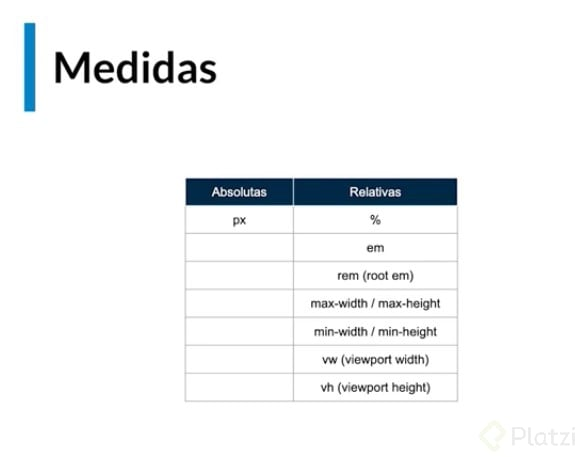 Medidas
Absolutas Relativas
px %
em
rem (root em)
max-width / max-height
min-width / min-height
vw (viewport width)
vh (viewport height)
Platzi